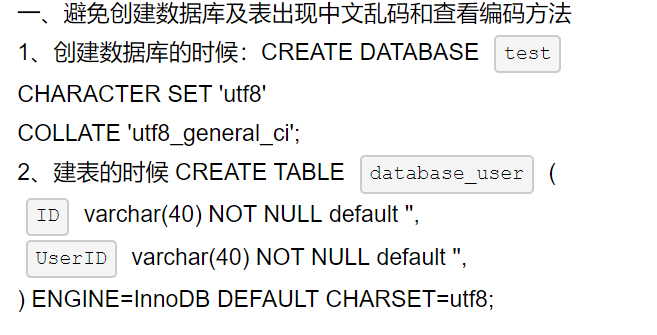 一、避免创建数据库及表出现中文乱码和查看编码方法
1、创建数据库的时候：CREATE DATABASE test
CHARACTER SET 'utf8'
COLLATE 'utf8_general_ci';
2、建表的时候 CREATE TABLE database_user (
ID varchar(40) NOT NULL default '',
UserID varchar(40) NOT NULL default '',
) ENGINE=InnoDB DEFAULT CHARSET=utf8;